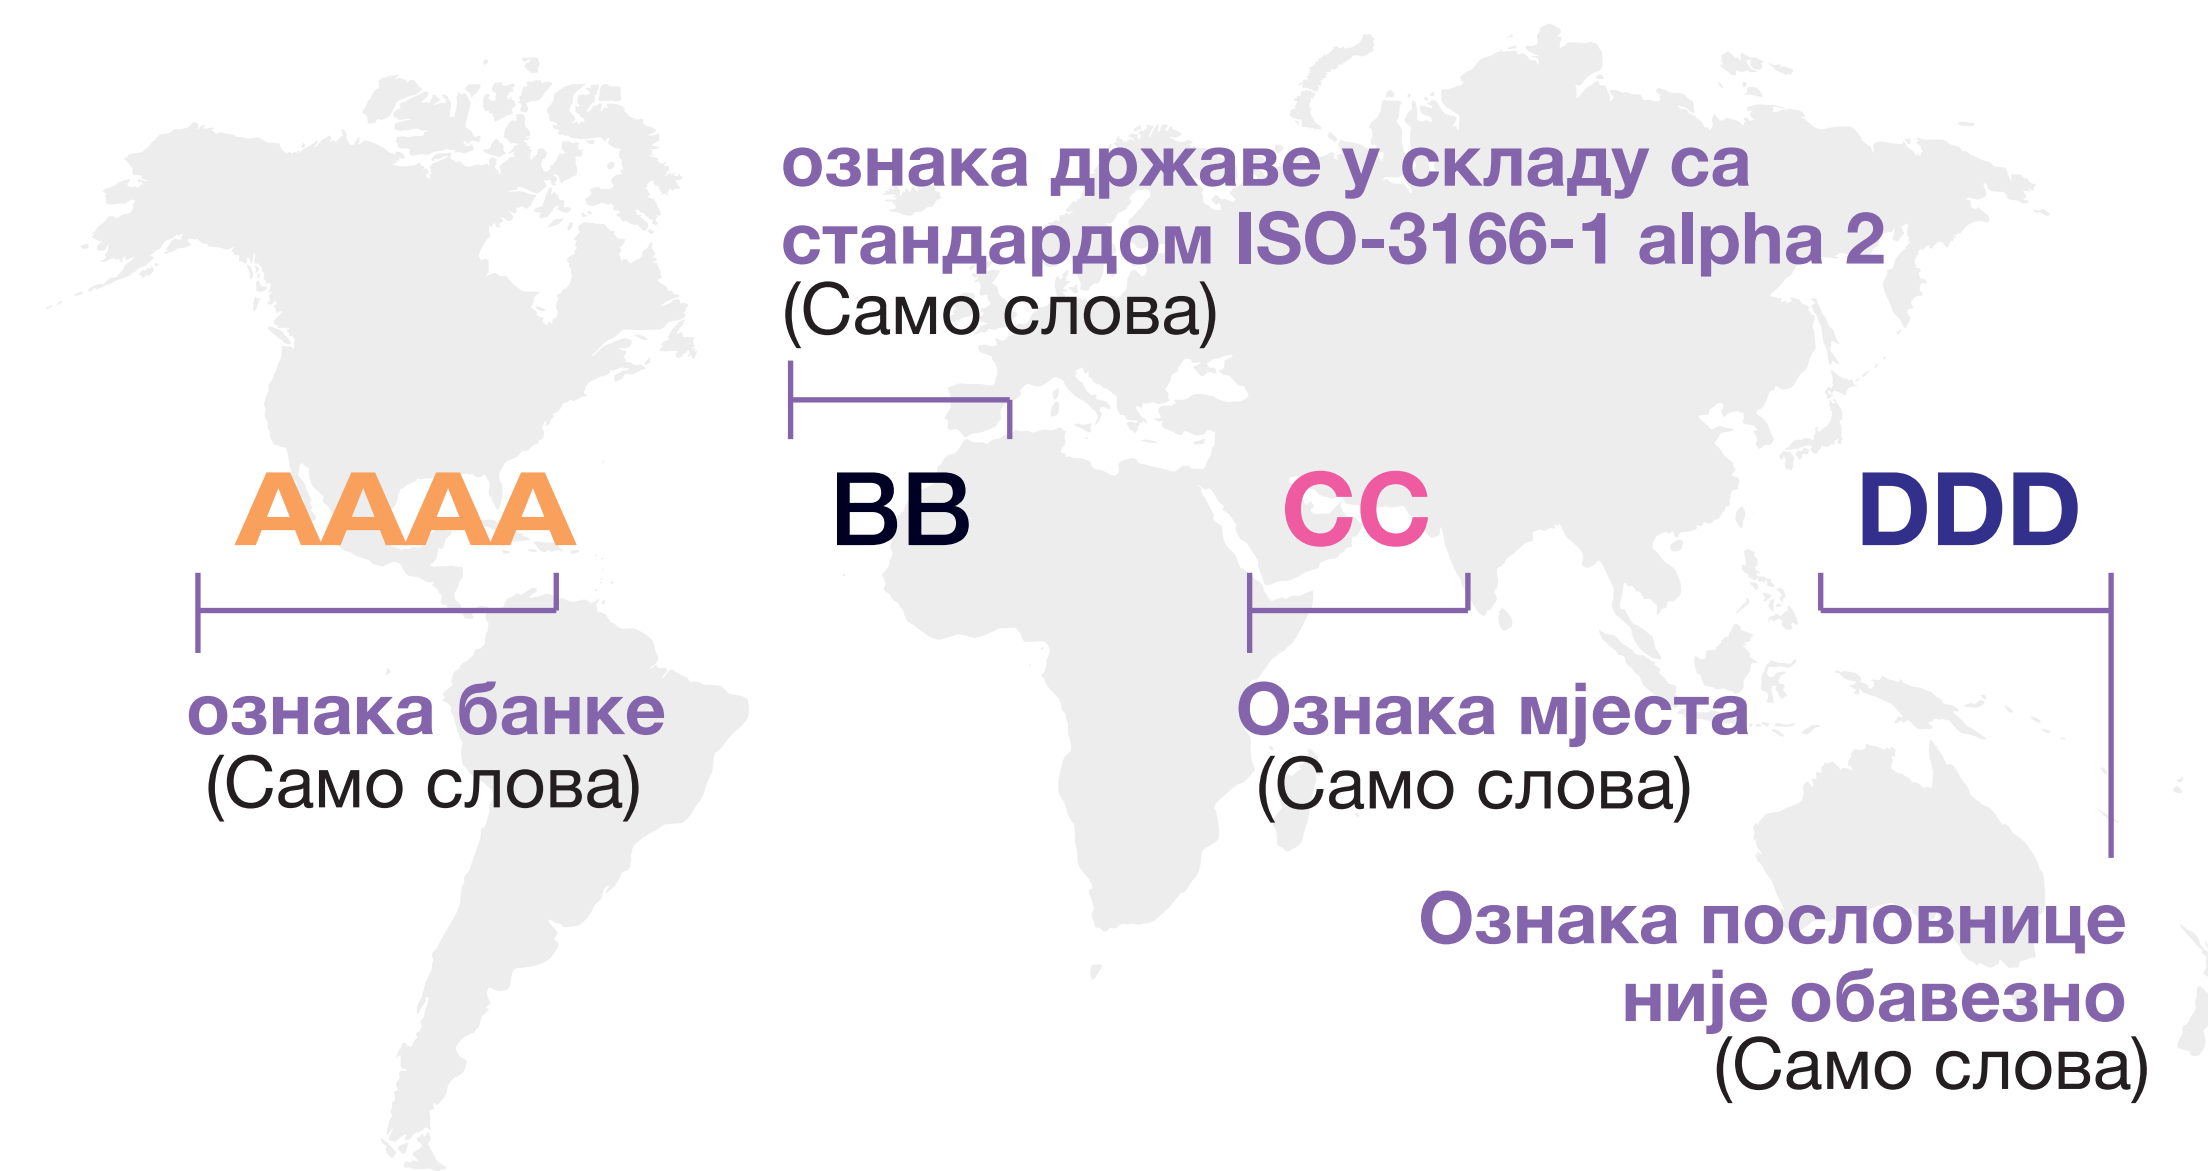 ознака државе у складу са
стандардом ISO-3166-1 alpha 2
(Само слова)
AAAA BB CC DDD
ознака банке
(Само слова)
Ознака мјеста
(Само слова)
Ознака пословнице
није обавезно
(Само слова)